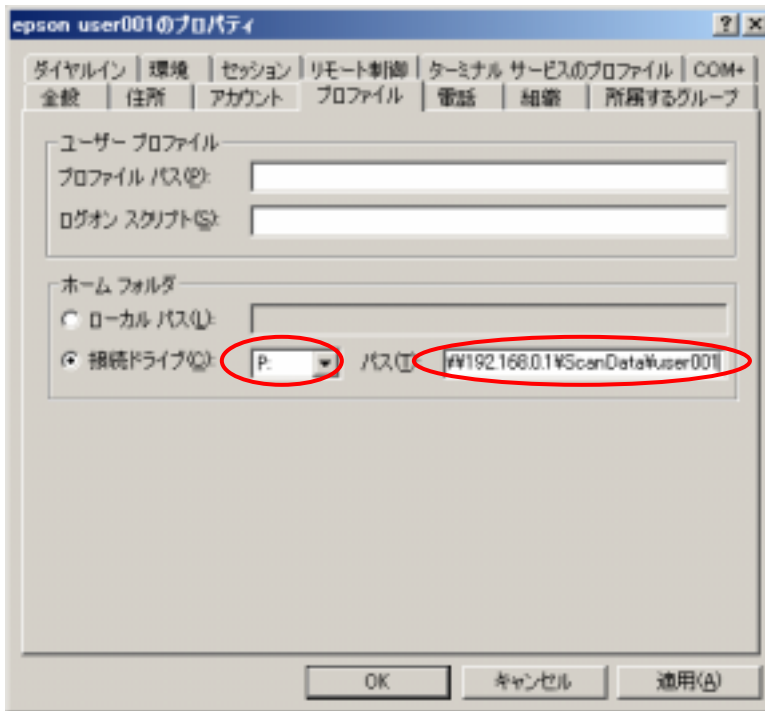 epson user001のプロパティ
ダイヤルイン 環境 セッション リモート制御 ターミナル サービスのプロファイル COM+
全般 住所 アカウント プロファイル 電話 組織 所属するグループ
ユーザー プロファイル
プロファイル パス(P):
ログオン スクリプト(S):
ホーム フォルダ
ローカル パス(L):
接続ドライブ(C): P: パス(T): ¥¥192.168.0.1¥ScanData¥user001
OK キャンセル 適用(A)